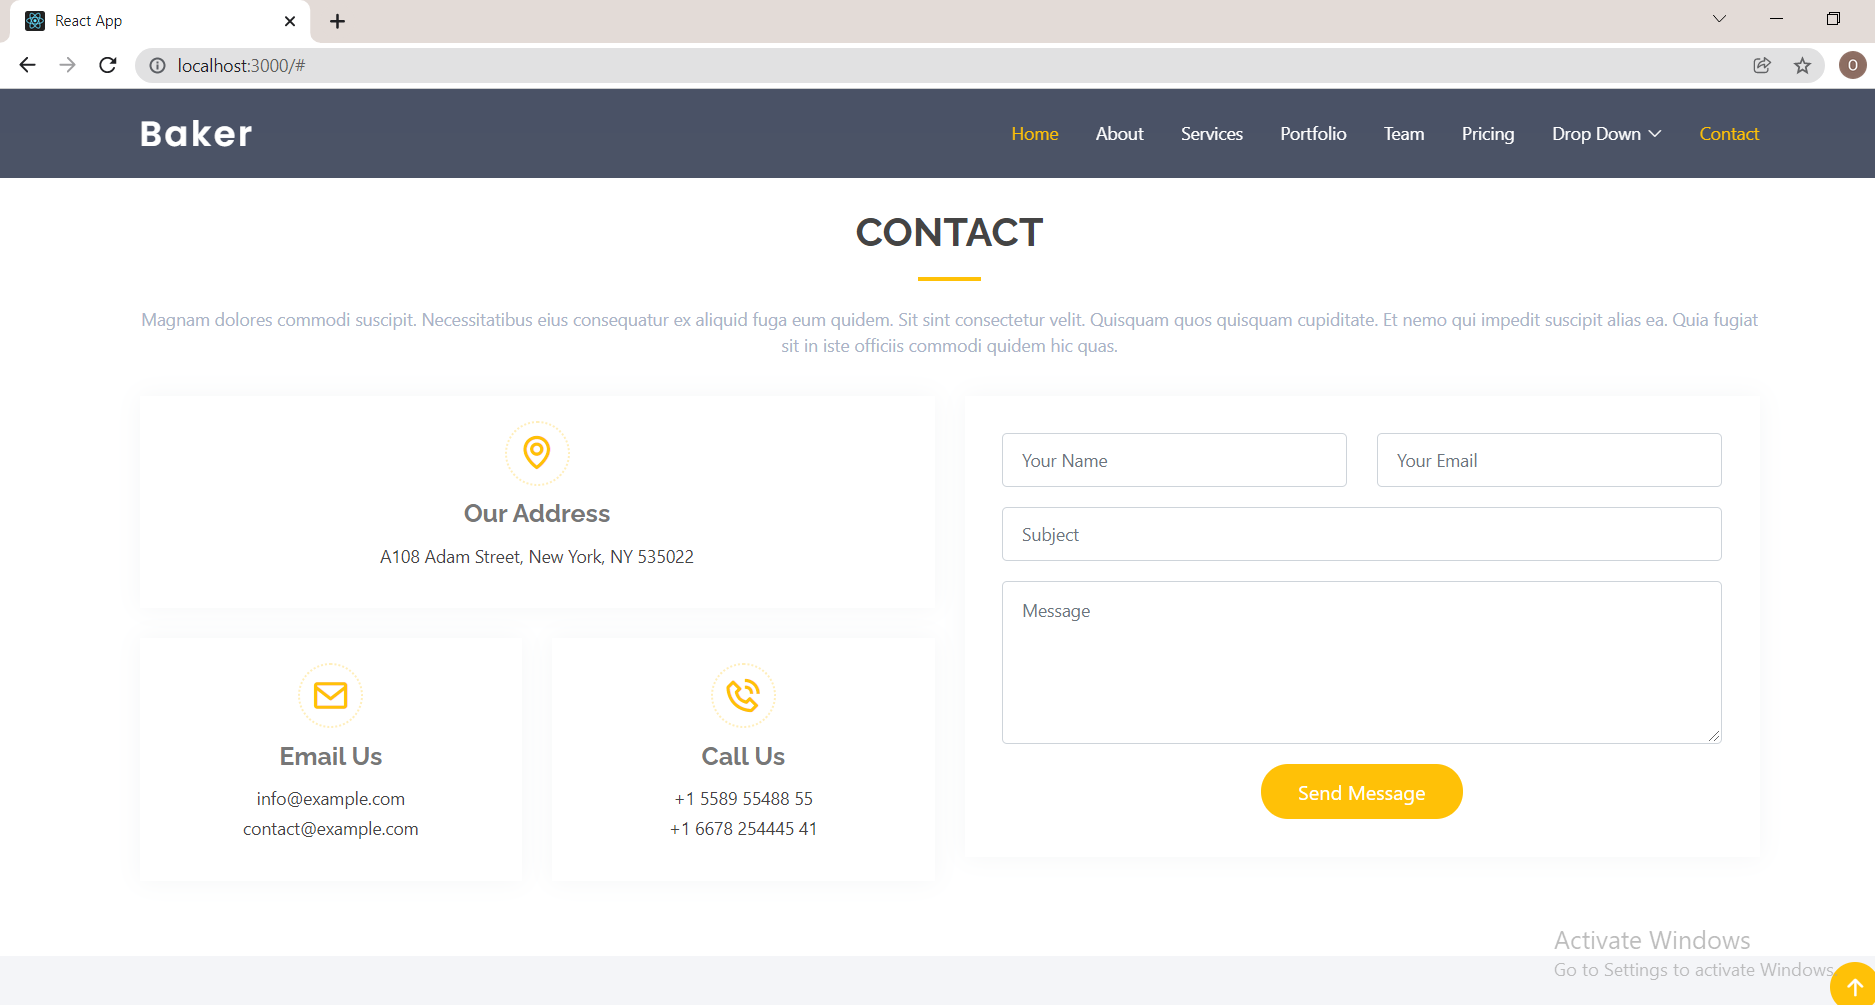 React App
localhost:3000/#
O
Baker
Home About Services Portfolio Team Pricing Drop Down Contact
CONTACT
Magnam dolores commodi suscipit. Necessitatibus eius consequatur ex aliquid fuga eum quidem. Sit sint consectetur velit. Quisquam quos quisquam cupiditate. Et nemo qui impedit suscipit alias ea. Quia fugiat
sit in iste officiis commodi quidem hic quas.
Our Address
A108 Adam Street, New York, NY 535022
Email Us
info@example.com
contact@example.com
Call Us
+1 5589 55488 55
+1 6678 254445 41
Your Name
Your Email
Subject
Message
Send Message
Activate Windows
Go to Settings to activate Windows.